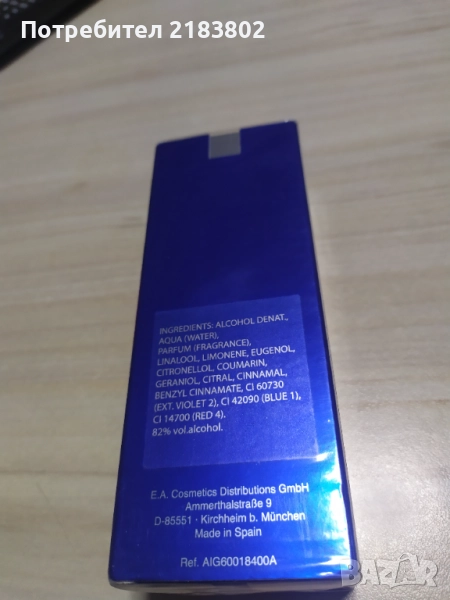 Потребител 2183802
INGREDIENTS: ALCOHOL DENAT.,
AQUA (WATER),
PARFUM (FRAGRANCE),
LINALOOL, LIMONENE, EUGENOL,
CITRONELLOL, COUMARIN,
GERANIOL, CITRAL, CINNAMAL,
BENZYL CINNAMATE, CI 60730
(EXT, VIOLET 2), CI 42090 (BLUE 1),
CI 14700 (RED 4).
82% vol.alcohol.
E.A. Cosmetics Distributions GmbH
Ammerthalstraße 9
D-85551 · Kirchheim b. München
Made in Spain
Ref. AIG60018400A
BAZAR